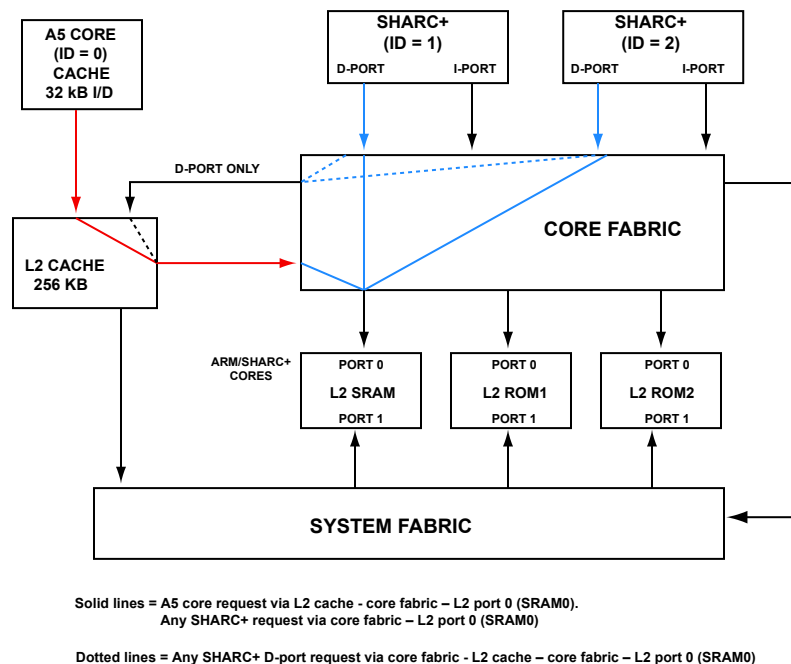 A5 CORE
(ID = 0)
CACHE
32 kB I/D
SHARC+
(ID = 1)
D-PORT I-PORT
SHARC+
(ID = 2)
D-PORT I-PORT
D-PORT ONLY
L2 CACHE
256 KB
CORE FABRIC
ARM/SHARC+
CORES
PORT 0
L2 SRAM
PORT 1
PORT 0
L2 ROM1
PORT 1
PORT 0
L2 ROM2
PORT 1
SYSTEM FABRIC
Solid lines = A5 core request via L2 cache - core fabric – L2 port 0 (SRAM0).
Any SHARC+ request via core fabric – L2 port 0 (SRAM0)
Dotted lines = Any SHARC+ D-port request via core fabric - L2 cache – core fabric – L2 port 0 (SRAM0)